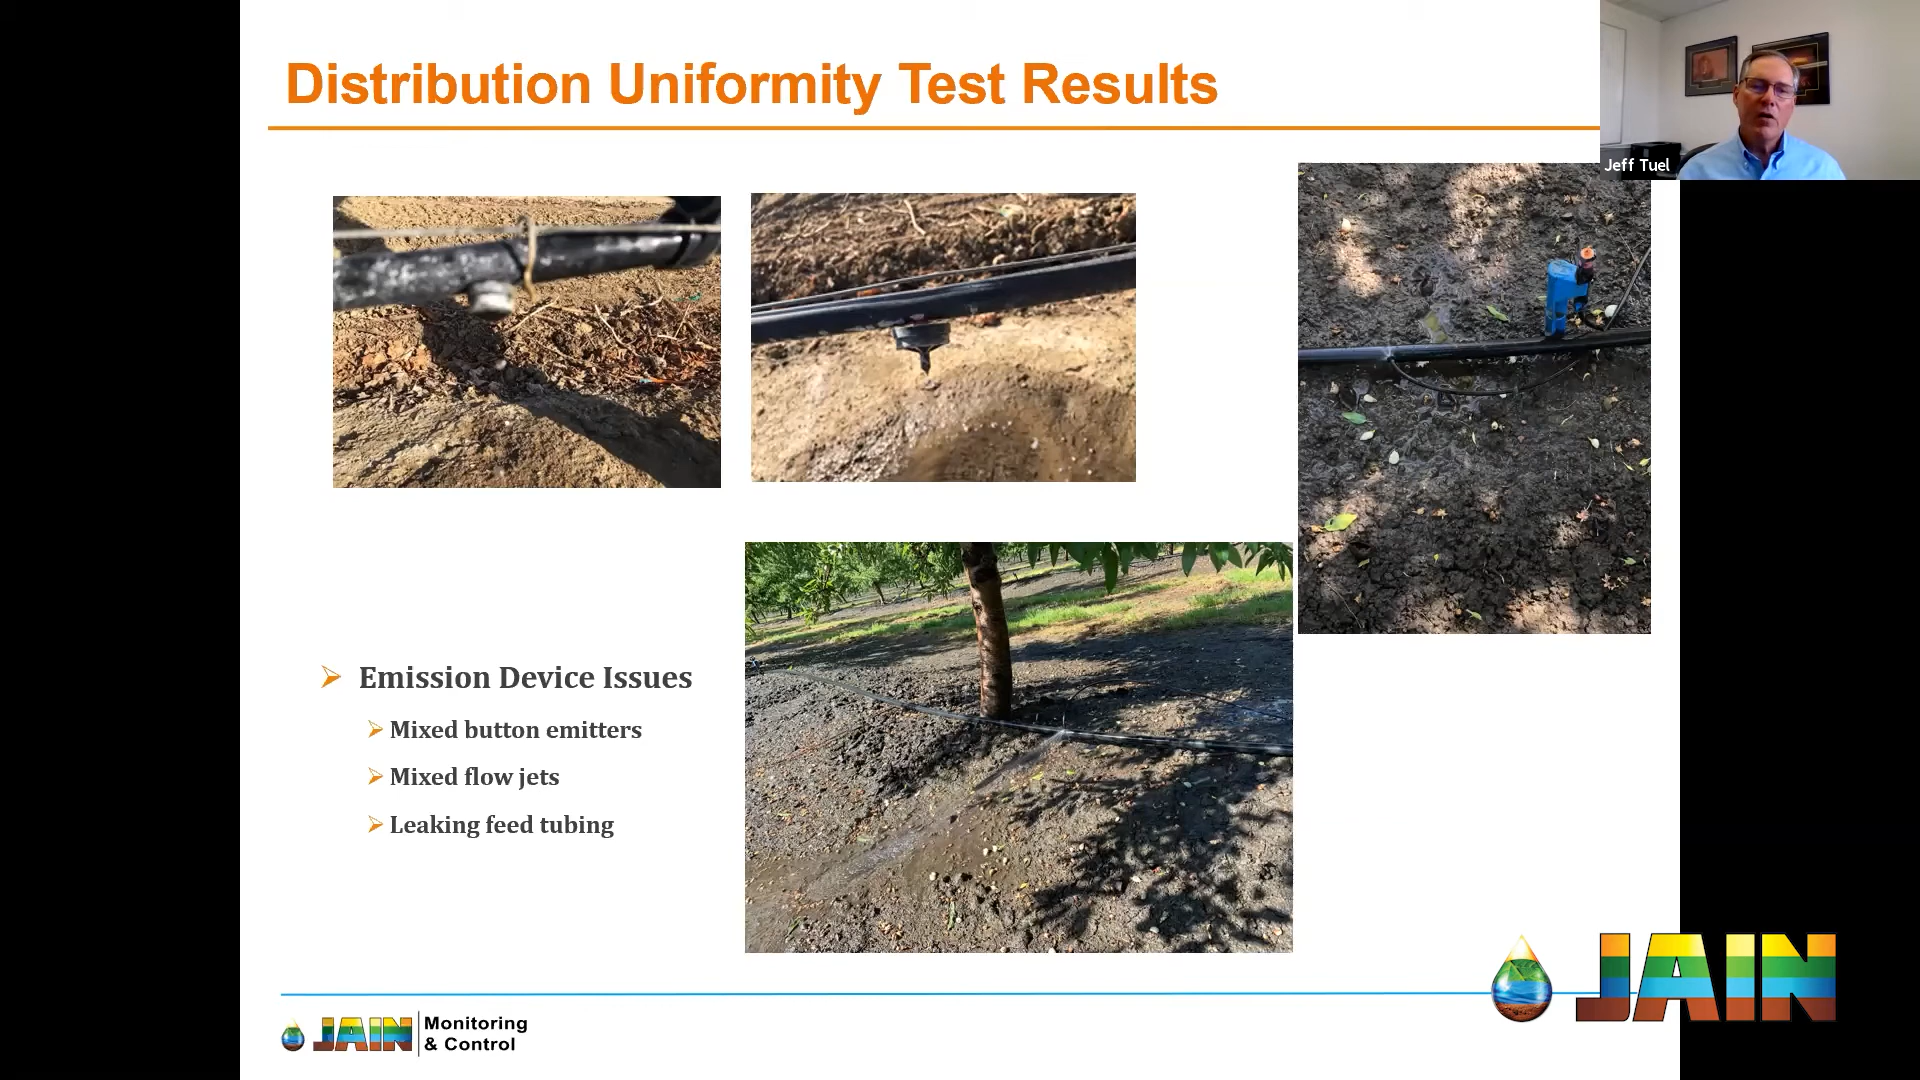 Distribution Uniformity Test Results
Jeff Tuel
Emission Device Issues
Mixed button emitters
Mixed flow jets
Leaking feed tubing
JAIN
JAIN Monitoring
& Control